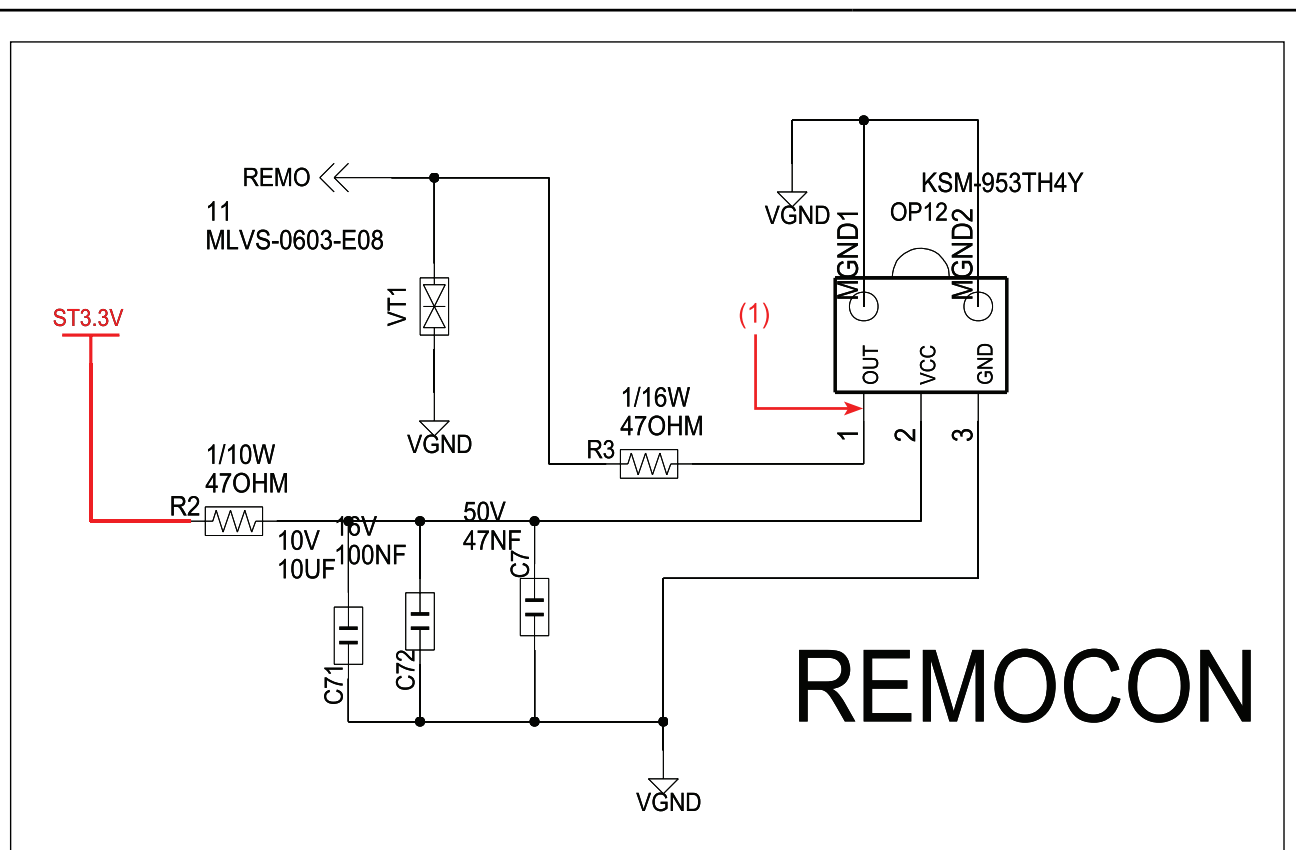 KSM-953TH4Y
REMO
11
MLVS-0603-E08
VGND
OP12
MGND1
MGND2
VT1
ST3.3V
(1)
OUT
VCC
GND
1/16W
47OHM
R3
1
2
3
VGND
1/10W
47OHM
R2
10V
10UF
16V
100NF
50V
47NF
C7
C71
C72
REMOCON
VGND